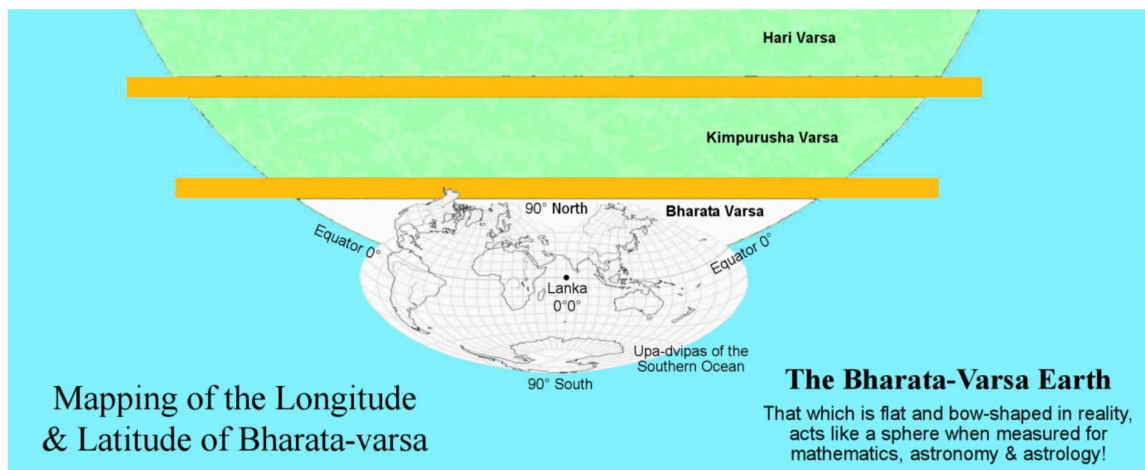 Hari Varsa
Kimpurusha Varsa
90° North
Bharata Varsa
Equator 0°
Equator 0°
Lanka
0°0°
Upa-dvipas of the
Southern Ocean
90° South
Mapping of the Longitude
& Latitude of Bharata-varsa
The Bharata-Varsa Earth
That which is flat and bow-shaped in reality,
acts like a sphere when measured for
mathematics, astronomy & astrology!